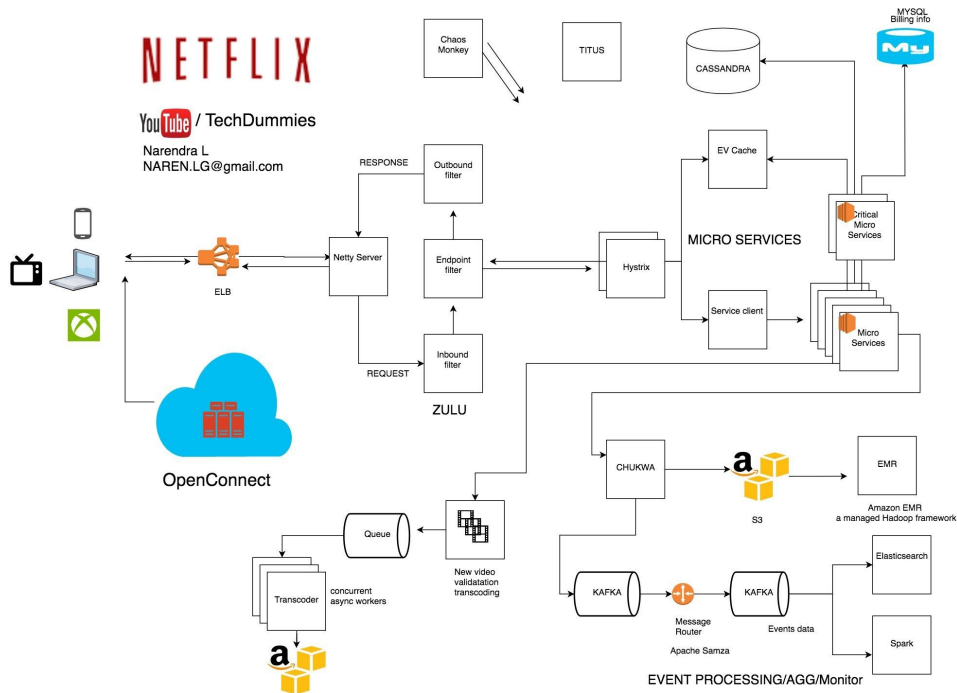 NETFLIX
YouTube / TechDummies
Narendra L
NAREN.LG@gmail.com
Chaos
Monkey
TITUS
CASSANDRA
MYSQL
Billing info
My
RESPONSE
Outbound
filter
EV Cache
Critical
Micro
Services
MICRO SERVICES
ELB
Netty Server
Endpoint
filter
Hystrix
Service client
Micro
Services
REQUEST
Inbound
filter
ZULU
OpenConnect
CHUKWA
a
S3
EMR
Amazon EMR
a managed Hadoop framework
Queue
New video
validatation
transcoding
Transcoder
concurrent
async workers
a
KAFKA
Message
Router
Apache Samza
KAFKA
Events data
Elasticsearch
Spark
EVENT PROCESSING/AGG/Monitor